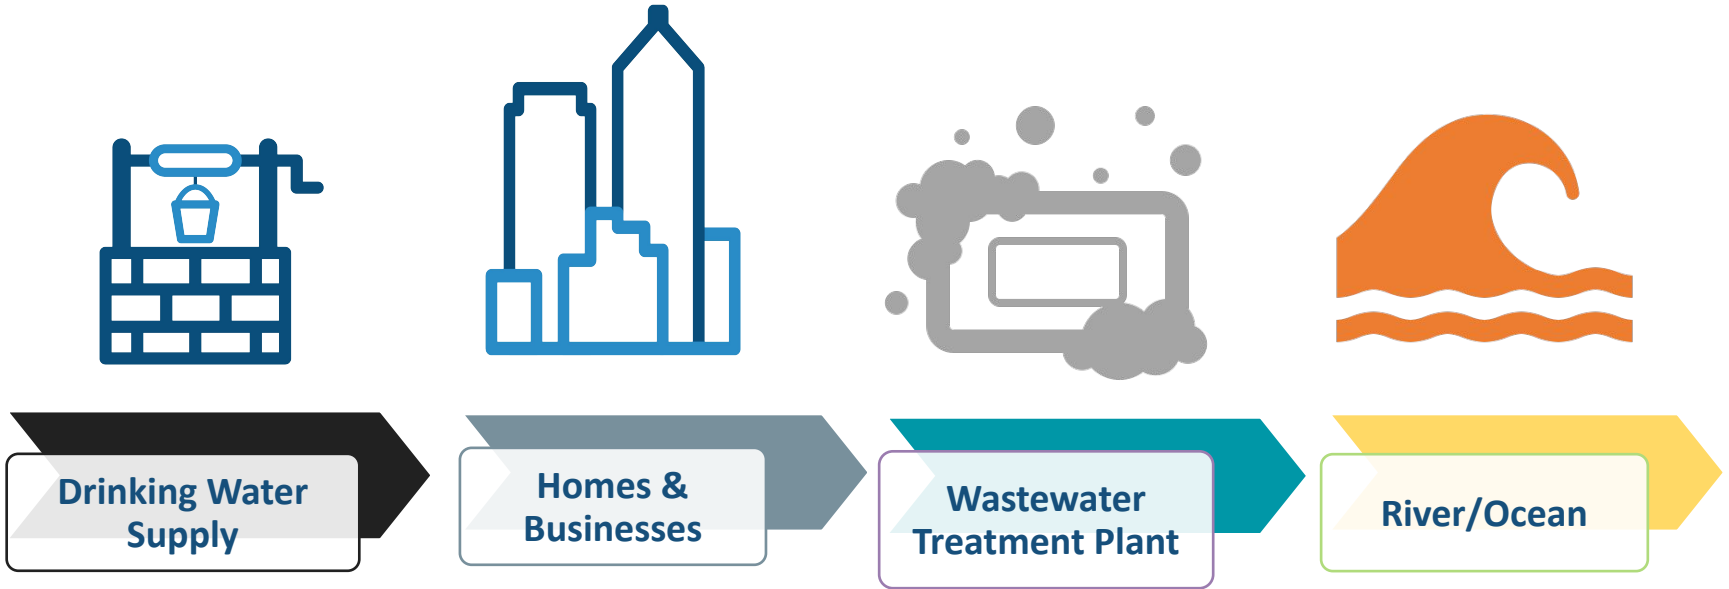 Drinking Water
Supply
Homes &
Businesses
Wastewater
Treatment Plant
River/Ocean